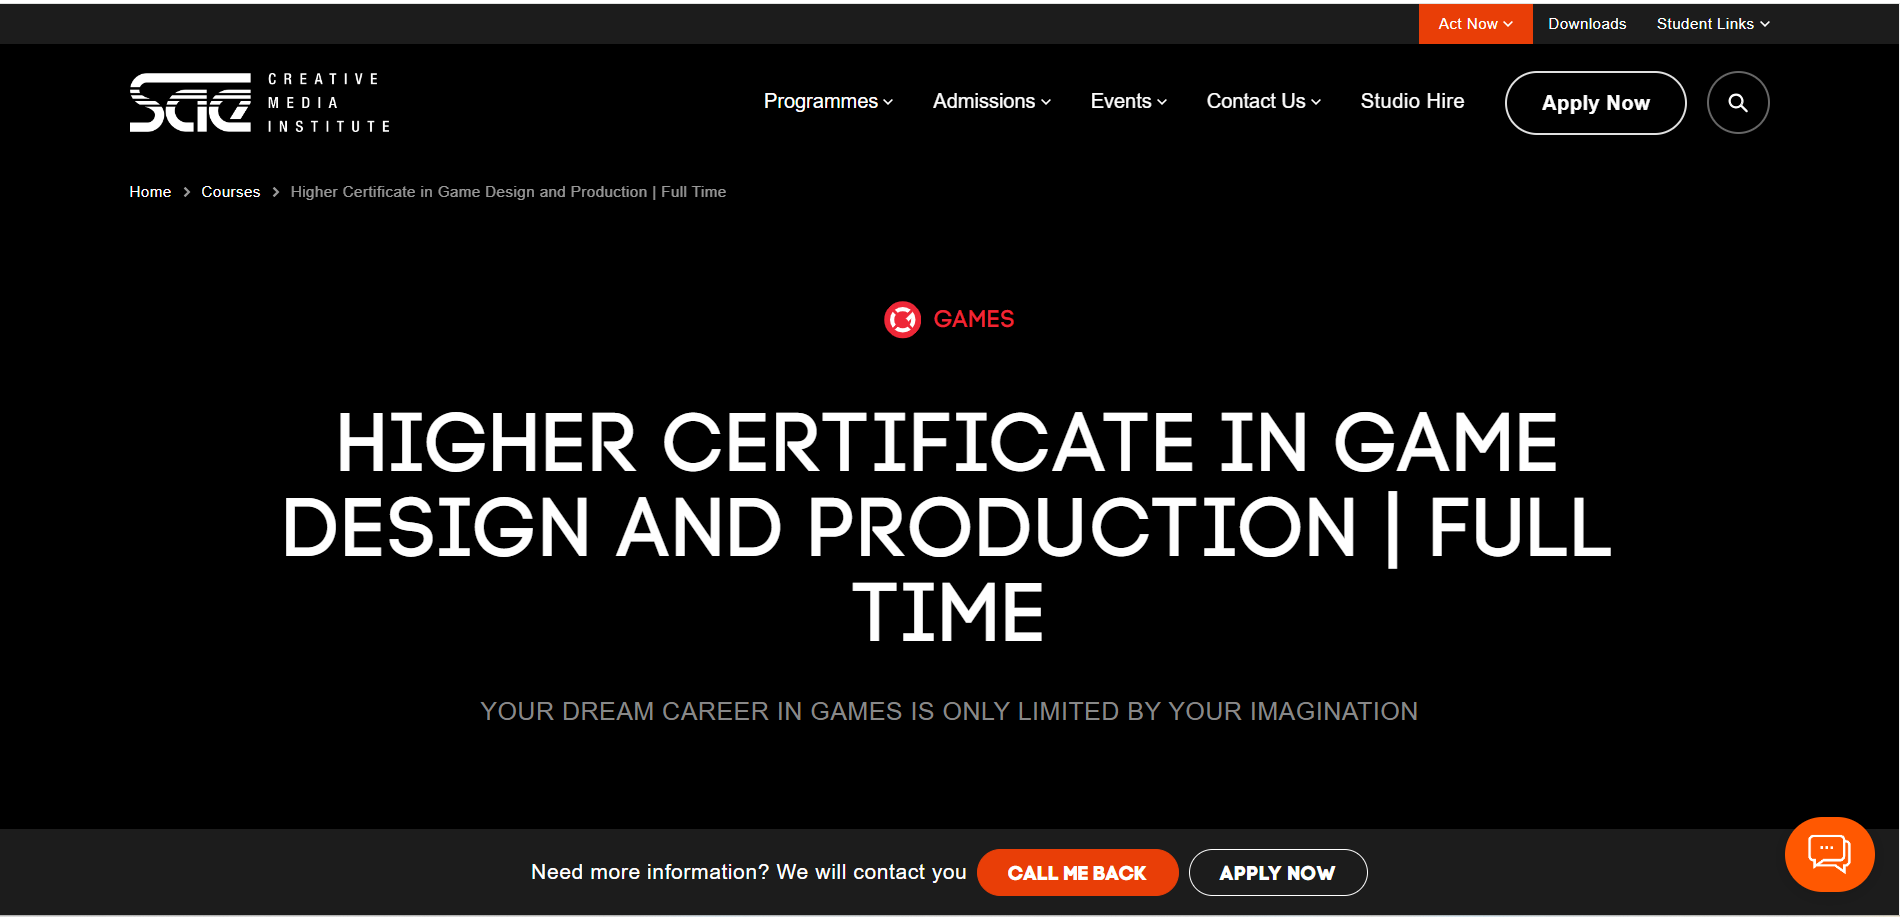 Act Now
Downloads
Student Links
sae
CREATIVE
MEDIA
INSTITUTE
Programmes
Admissions
Events
Contact Us
Studio Hire
Apply Now
Home
Courses
Higher Certificate in Game Design and Production | Full Time
GAMES
HIGHER CERTIFICATE IN GAME
DESIGN AND PRODUCTION | FULL
TIME
YOUR DREAM CAREER IN GAMES IS ONLY LIMITED BY YOUR IMAGINATION
Need more information? We will contact you
CALL ME BACK
APPLY NOW